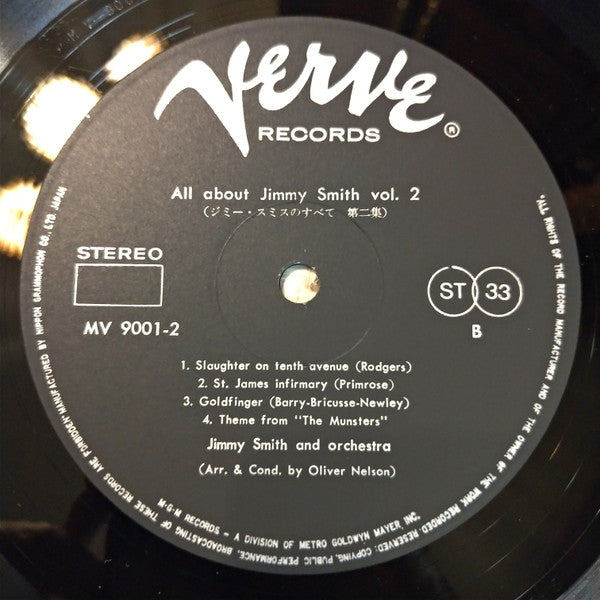 Verve
RECORDS ®
All about Jimmy Smith vol. 2
(ジミー・スミスのすべて 第二集)
STEREO
ST 33
MV 9001-2
B
1. Slaughter on tenth avenue (Rodgers)
2. St. James infirmary (Primrose)
3. Goldfinger (Barry-Bricusse-Newley)
4. Theme from "The Munsters"
Jimmy Smith and orchestra
(Arr. & Cond. by Oliver Nelson)
M-G-M RECORDS - A DIVISION OF METRO GOLDWYN MAYER, INC.
"ALL RIGHTS OF THE RECORD MANUFACTURER AND OF THE OWNER OF THE WORK RECORDED RESERVED: COPYING, PUBLIC PERFORMANCE, BROADCASTING OF THESE RECORDS ARE FORBIDDEN" MANUFACTURED BY NIPPON GRAMMOPHON CO., LTD. JAPAN